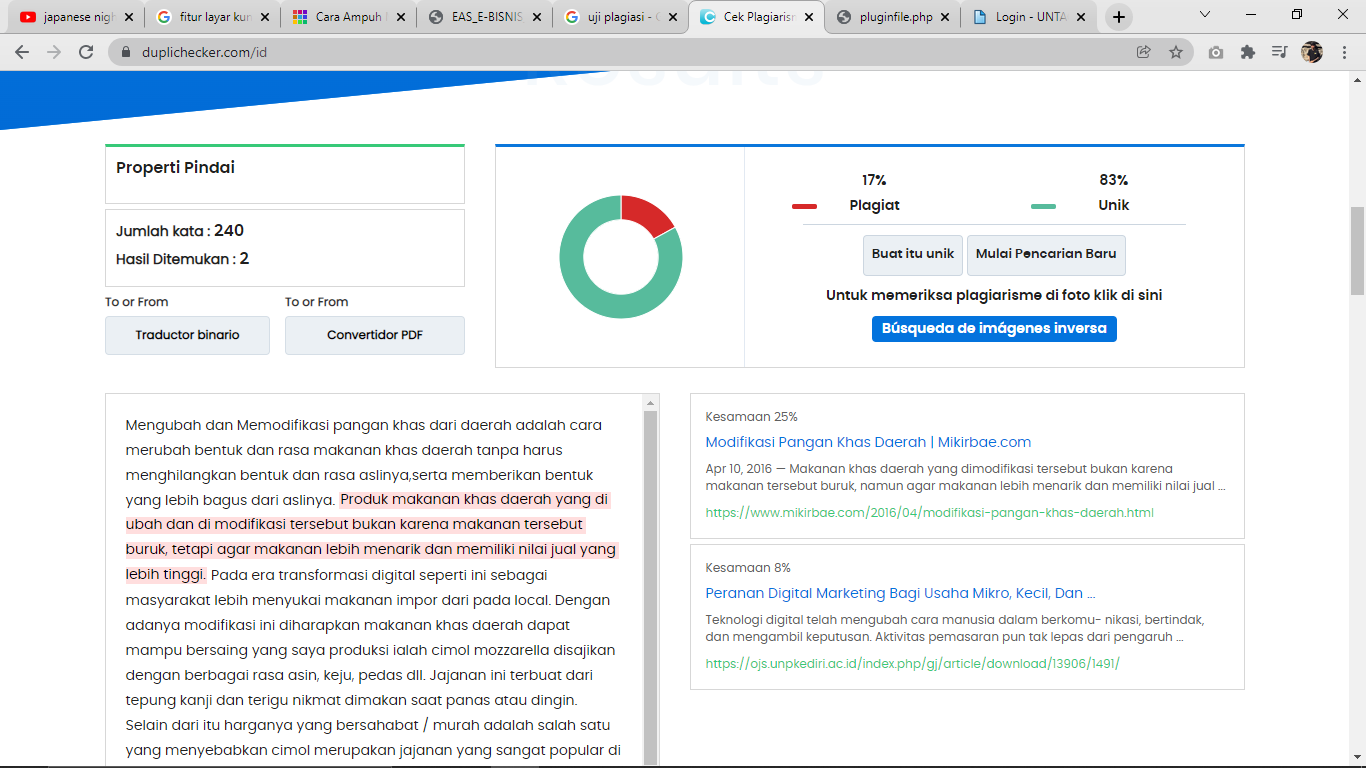 japanese nigh
fitur layar kun
Cara Ampuh
EAS_E-BISNIS
uji plagiasi - G
Cek Plagiarism
pluginfile.php
Login - UNTA
duplichecker.com/id
Properti Pindai
Jumlah kata : 240
Hasil Ditemukan : 2
To or From
To or From
Traductor binario
Convertidor PDF
17%
83%
Plagiat
Unik
Buat itu unik
Mulai Pencarian Baru
Untuk memeriksa plagiarisme di foto klik di sini
Búsqueda de imágenes inversa
Mengubah dan Memodifikasi pangan khas dari daerah adalah cara
merubah bentuk dan rasa makanan khas daerah tanpa harus
menghilangkan bentuk dan rasa aslinya,serta memberikan bentuk
yang lebih bagus dari aslinya. Produk makanan khas daerah yang di
ubah dan di modifikasi tersebut bukan karena makanan tersebut
buruk, tetapi agar makanan lebih menarik dan memiliki nilai jual yang
lebih tinggi. Pada era transformasi digital seperti ini sebagai
masyarakat lebih menyukai makanan impor dari pada local. Dengan
adanya modifikasi ini diharapkan makanan khas daerah dapat
mampu bersaing yang saya produksi ialah cimol mozzarella disajikan
dengan berbagai rasa asin, keju, pedas dll. Jajanan ini terbuat dari
tepung kanji dan terigu nikmat dimakan saat panas atau dingin.
Selain dari itu harganya yang bersahabat / murah adalah salah satu
yang menyebabkan cimol merupakan jajanan yang sangat popular di
Kesamaan 25%
Modifikasi Pangan Khas Daerah | Mikirbae.com
Apr 10, 2016 — Makanan khas daerah yang dimodifikasi tersebut bukan karena
makanan tersebut buruk, namun agar makanan lebih menarik dan memiliki nilai jual ...
https://www.mikirbae.com/2016/04/modifikasi-pangan-khas-daerah.html
Kesamaan 8%
Peranan Digital Marketing Bagi Usaha Mikro, Kecil, Dan ...
Teknologi digital telah mengubah cara manusia dalam berkomu- nikasi, bertindak,
dan mengambil keputusan. Aktivitas pemasaran pun tak lepas dari pengaruh ...
https://ojs.unpkediri.ac.id/index.php/gj/article/download/13906/1491/